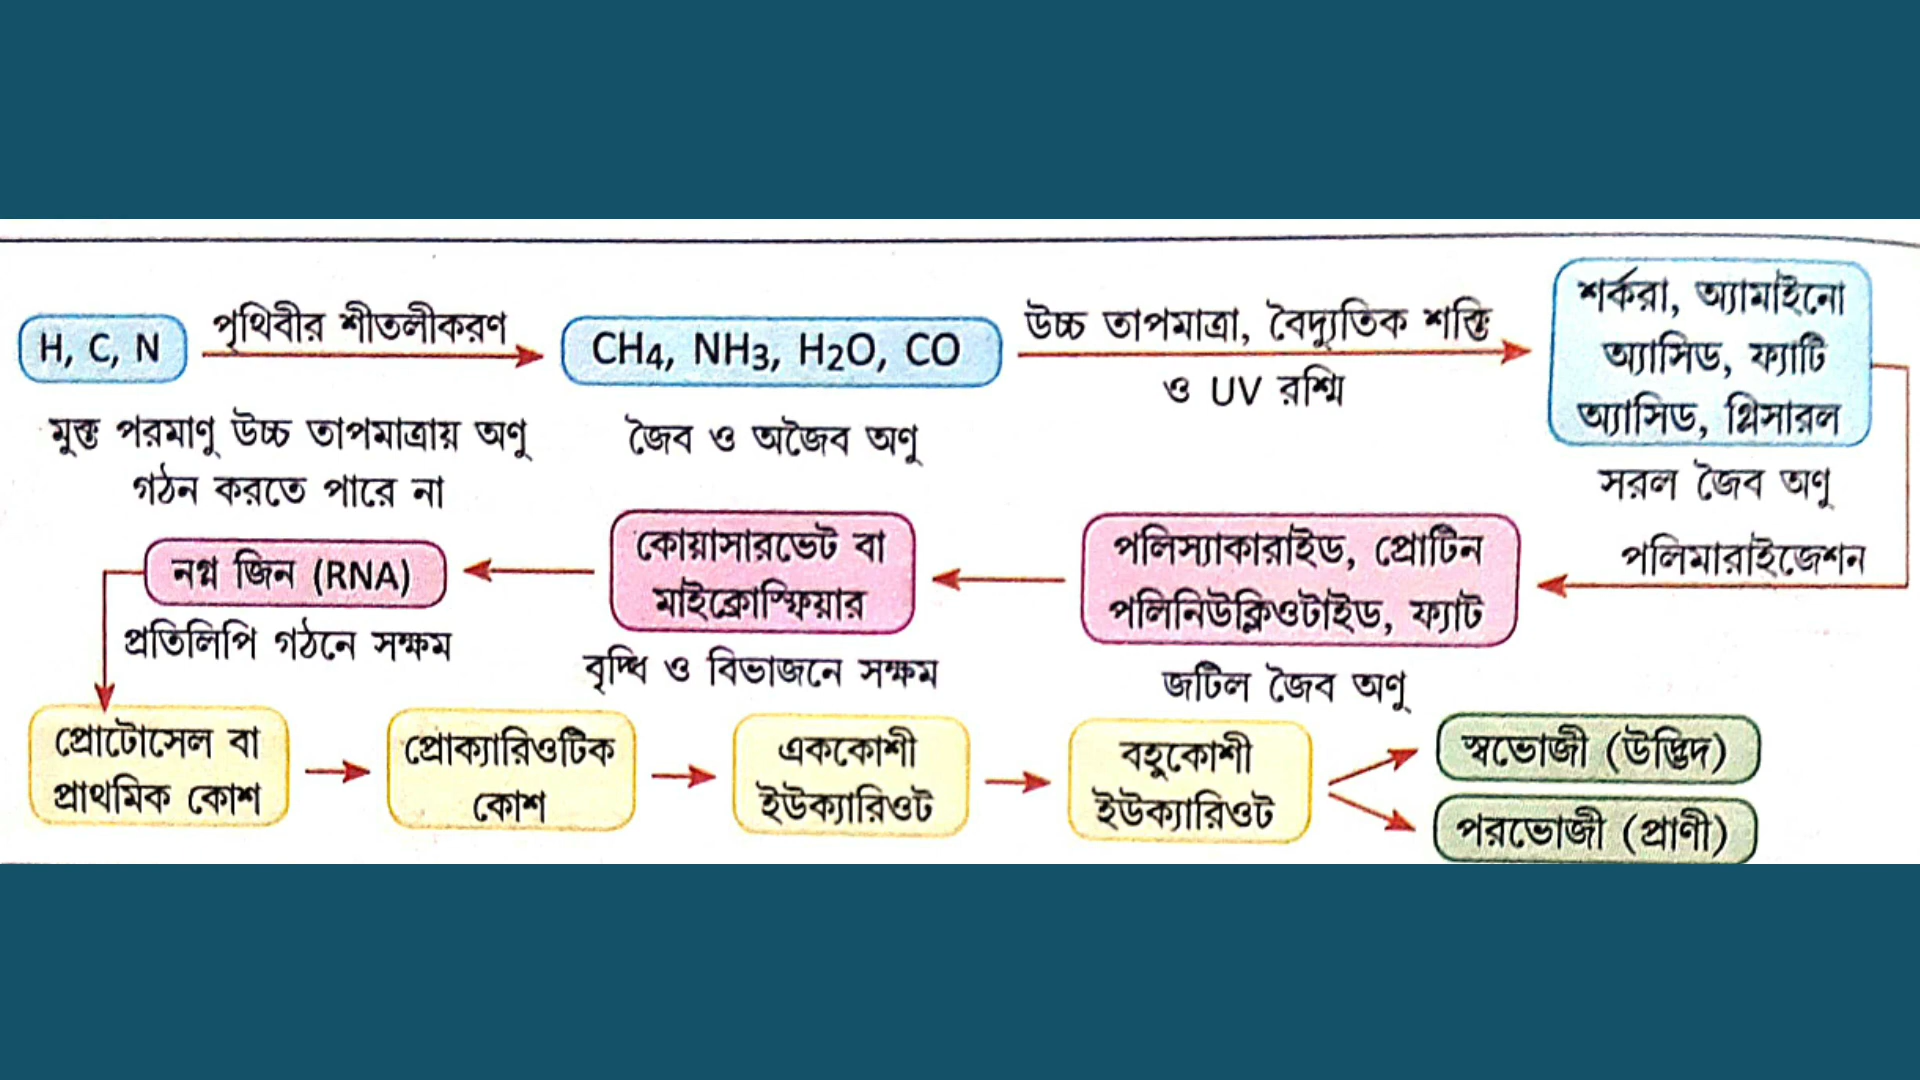 H, C, N
পৃথিবীর শীতলীকরণ
CH4, NH3, H2O, CO
উচ্চ তাপমাত্রা, বৈদ্যুতিক শক্তি
ও UV রশ্মি
শর্করা, অ্যামাইনো
অ্যাসিড, ফ্যাটি
অ্যাসিড, গ্লিসারল
মুক্ত পরমাণু উচ্চ তাপমাত্রায় অণু
গঠন করতে পারে না
জৈব ও অজৈব অণু
সরল জৈব অণু
পলিমারাইজেশন
পলিস্যাকারাইড, প্রোটিন
পলিনিউক্লিওটাইড, ফ্যাট
জটিল জৈব অণু
কোয়াসারভেট বা
মাইক্রোস্ফিয়ার
বৃদ্ধি ও বিভাজনে সক্ষম
নগ্ন জিন (RNA)
প্রতিলিপি গঠনে সক্ষম
প্রোটোসেল বা
প্রাথমিক কোশ
প্রোক্যারিওটিক
কোশ
এককোশী
ইউক্যারিওট
বহুকোশী
ইউক্যারিওট
স্বভোজী (উদ্ভিদ)
পরভোজী (প্রাণী)